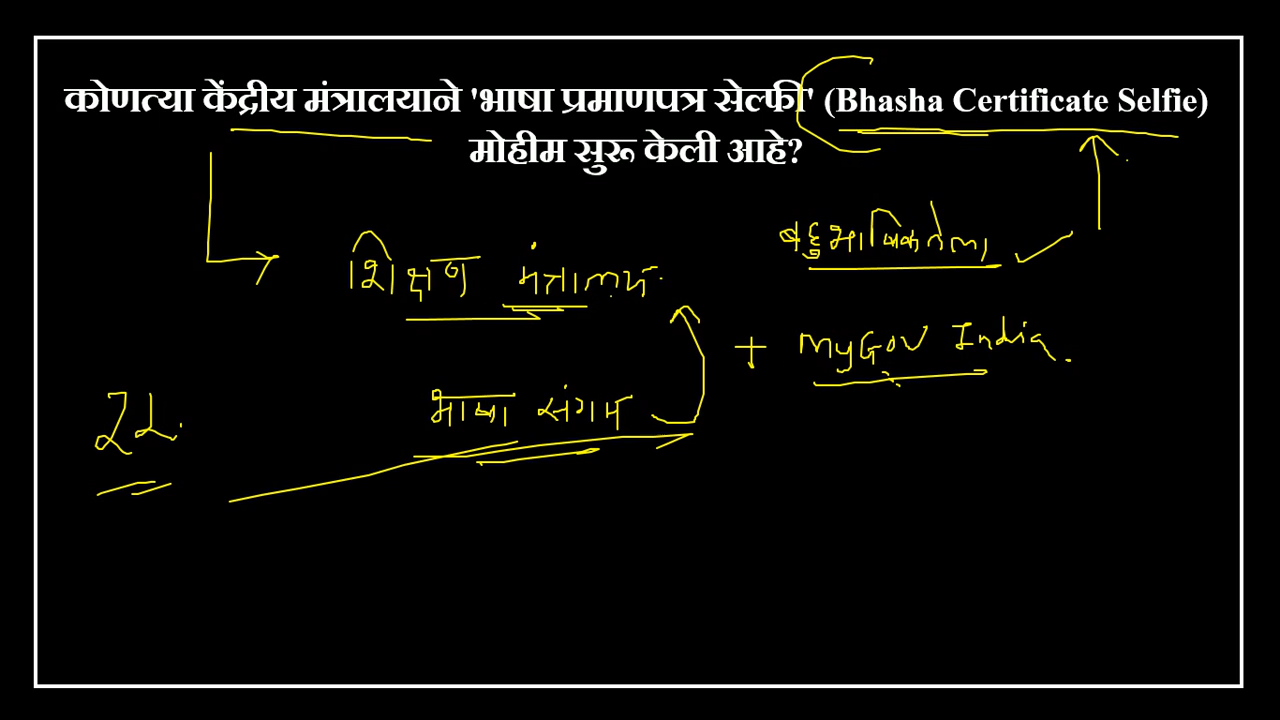 कोणत्या केंद्रीय मंत्रालयाने 'भाषा प्रमाणपत्र सेल्फी' (Bhasha Certificate Selfie)
मोहीम सुरू केली आहे?
बहुभाषिकतेला
शिक्षण मंत्रालय
+ MyGov India.
भाषा संगम
22